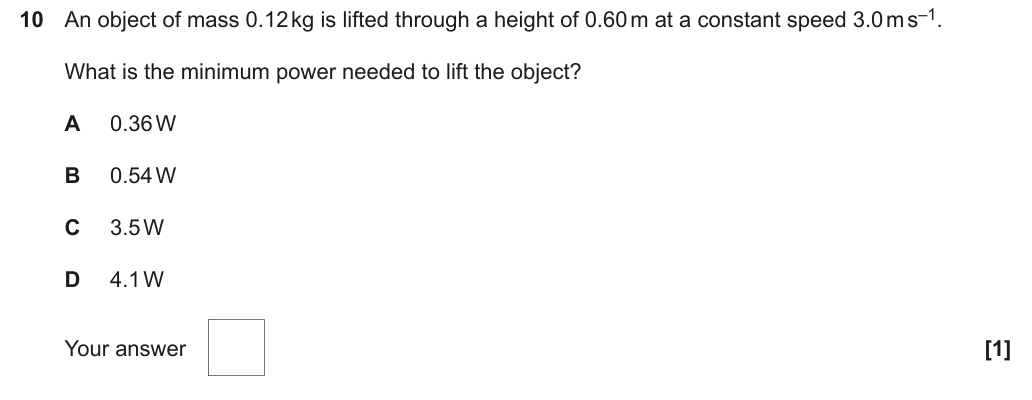 10 An object of mass 0.12 kg is lifted through a height of 0.60 m at a constant speed 3.0 m s⁻¹.
What is the minimum power needed to lift the object?
A 0.36 W
B 0.54 W
C 3.5 W
D 4.1 W
Your answer [1]